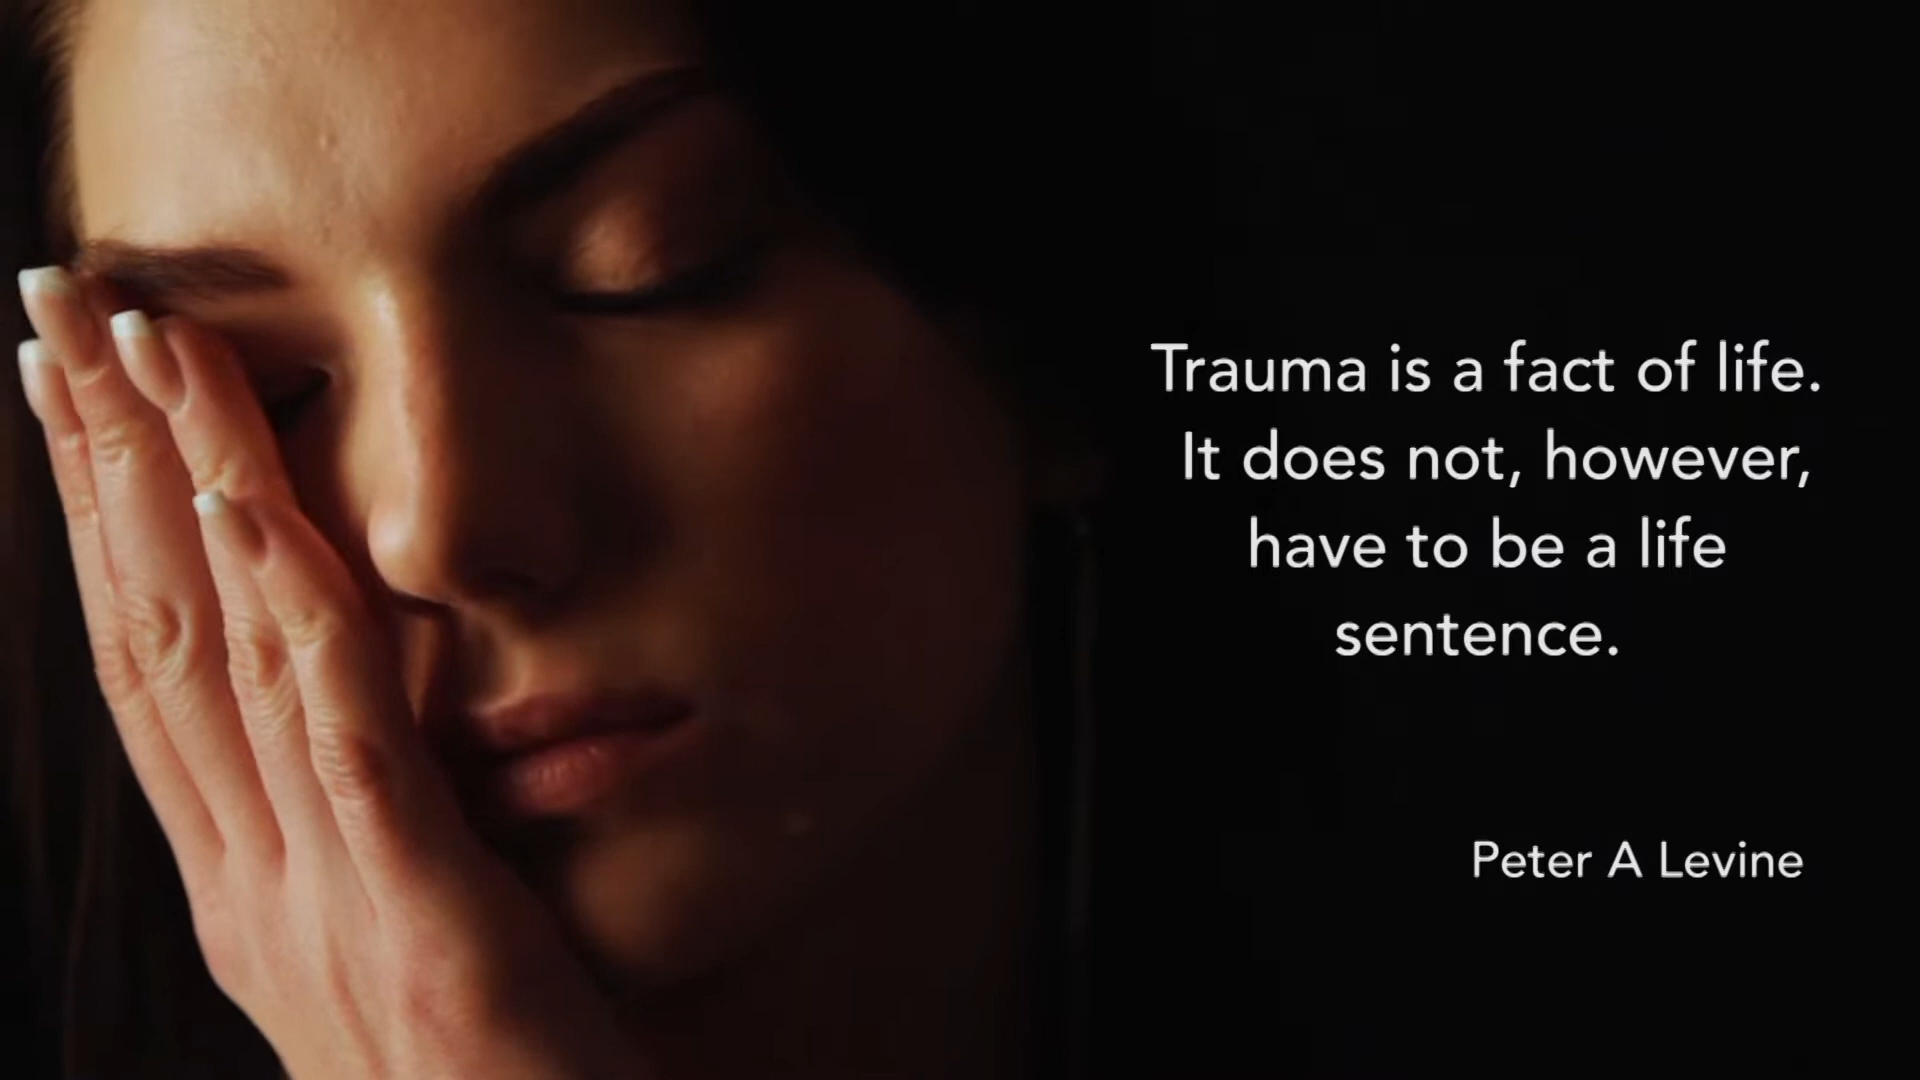 Trauma is a fact of life.
It does not, however,
have to be a life
sentence.
Peter A Levine